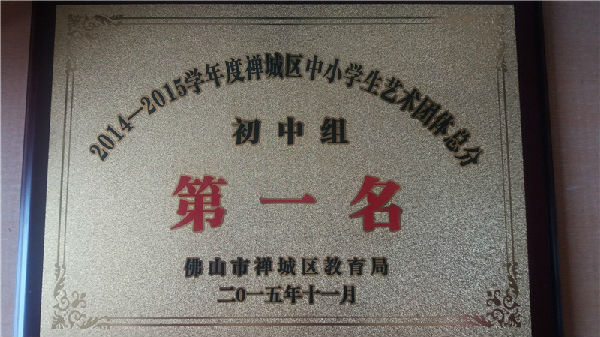 2014—2015学年度禅城区中小学生艺术团体总分
初中组
第一名
佛山市禅城区教育局
二0一五年十一月